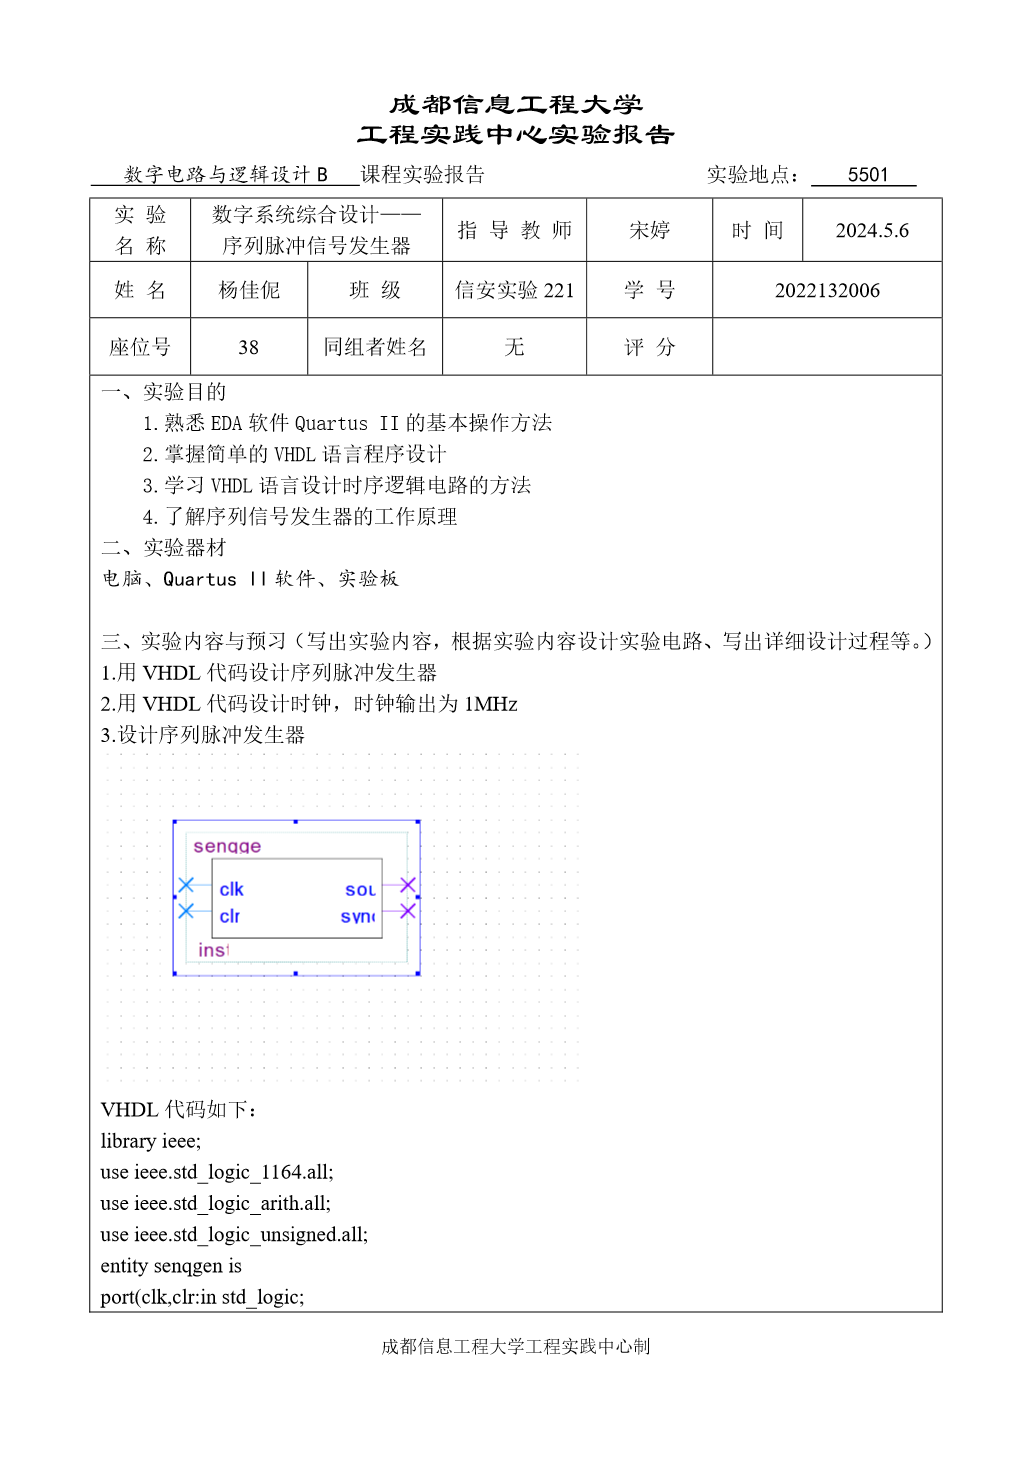 成都信息工程大学
工程实践中心实验报告
数字电路与逻辑设计 B 课程实验报告 实验地点： 5501
实 验 名 称 数字系统综合设计——序列脉冲信号发生器 指 导 教 师 宋婷 时 间 2024.5.6
姓 名 杨佳伲 班 级 信安实验 221 学 号 2022132006
座位号 38 同组者姓名 无 评 分
一、实验目的
1.熟悉 EDA 软件 Quartus II 的基本操作方法
2.掌握简单的 VHDL 语言程序设计
3.学习 VHDL 语言设计时序逻辑电路的方法
4.了解序列信号发生器的工作原理
二、实验器材
电脑、Quartus II 软件、实验板
三、实验内容与预习（写出实验内容，根据实验内容设计实验电路、写出详细设计过程等。）
1.用 VHDL 代码设计序列脉冲发生器
2.用 VHDL 代码设计时钟，时钟输出为 1MHz
3.设计序列脉冲发生器
senqge
clk sou
clr sync
inst
VHDL 代码如下：
library ieee;
use ieee.std_logic_1164.all;
use ieee.std_logic_arith.all;
use ieee.std_logic_unsigned.all;
entity senqgen is
port(clk,clr:in std_logic;
成都信息工程大学工程实践中心制